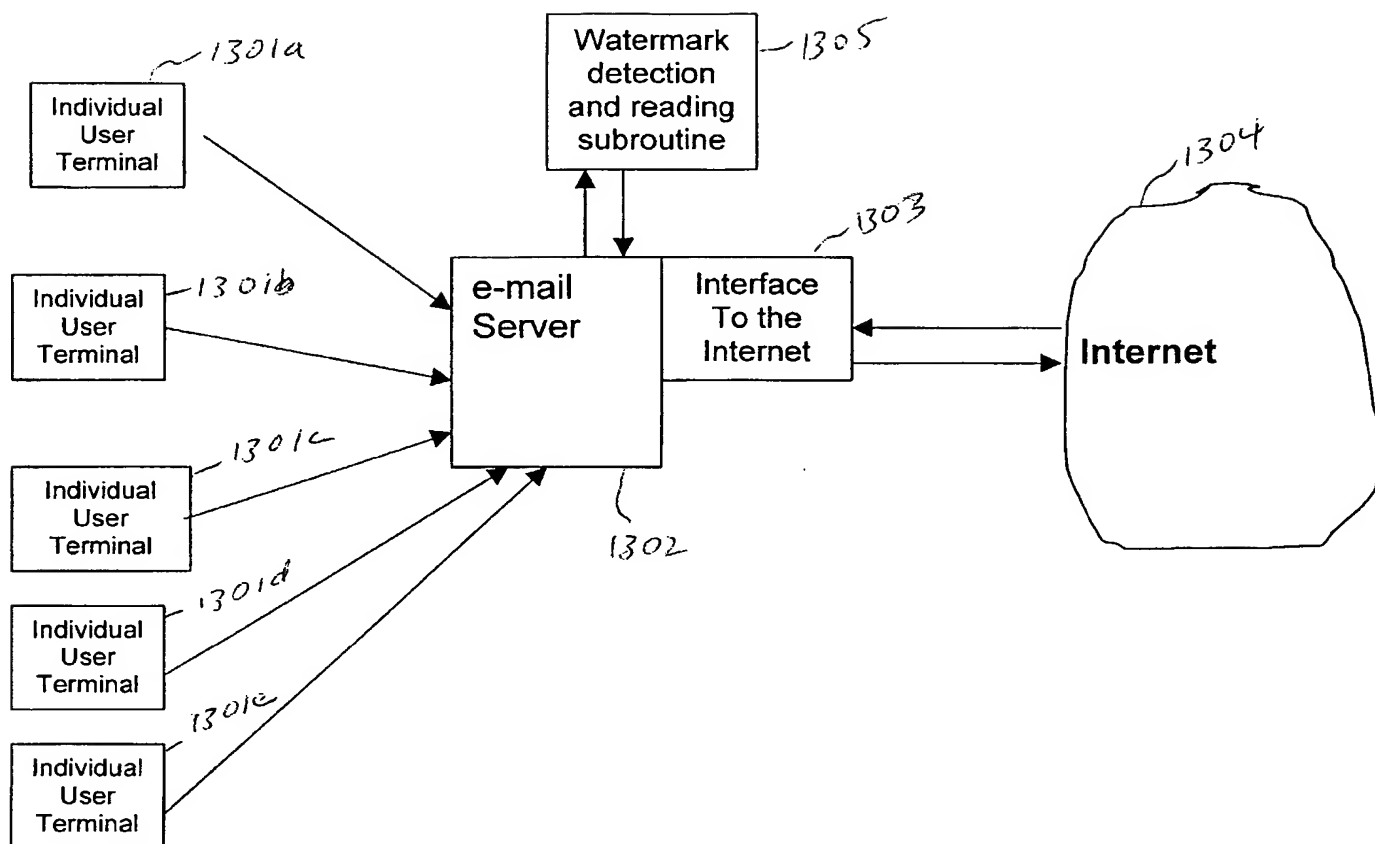 1301a
Individual
User
Terminal
Watermark
detection
and reading
subroutine
1305
1304
1301b
Individual
User
Terminal
e-mail
Server
1303
Interface
To the
Internet
Internet
1301c
Individual
User
Terminal
1302
1301d
Individual
User
Terminal
1301e
Individual
User
Terminal